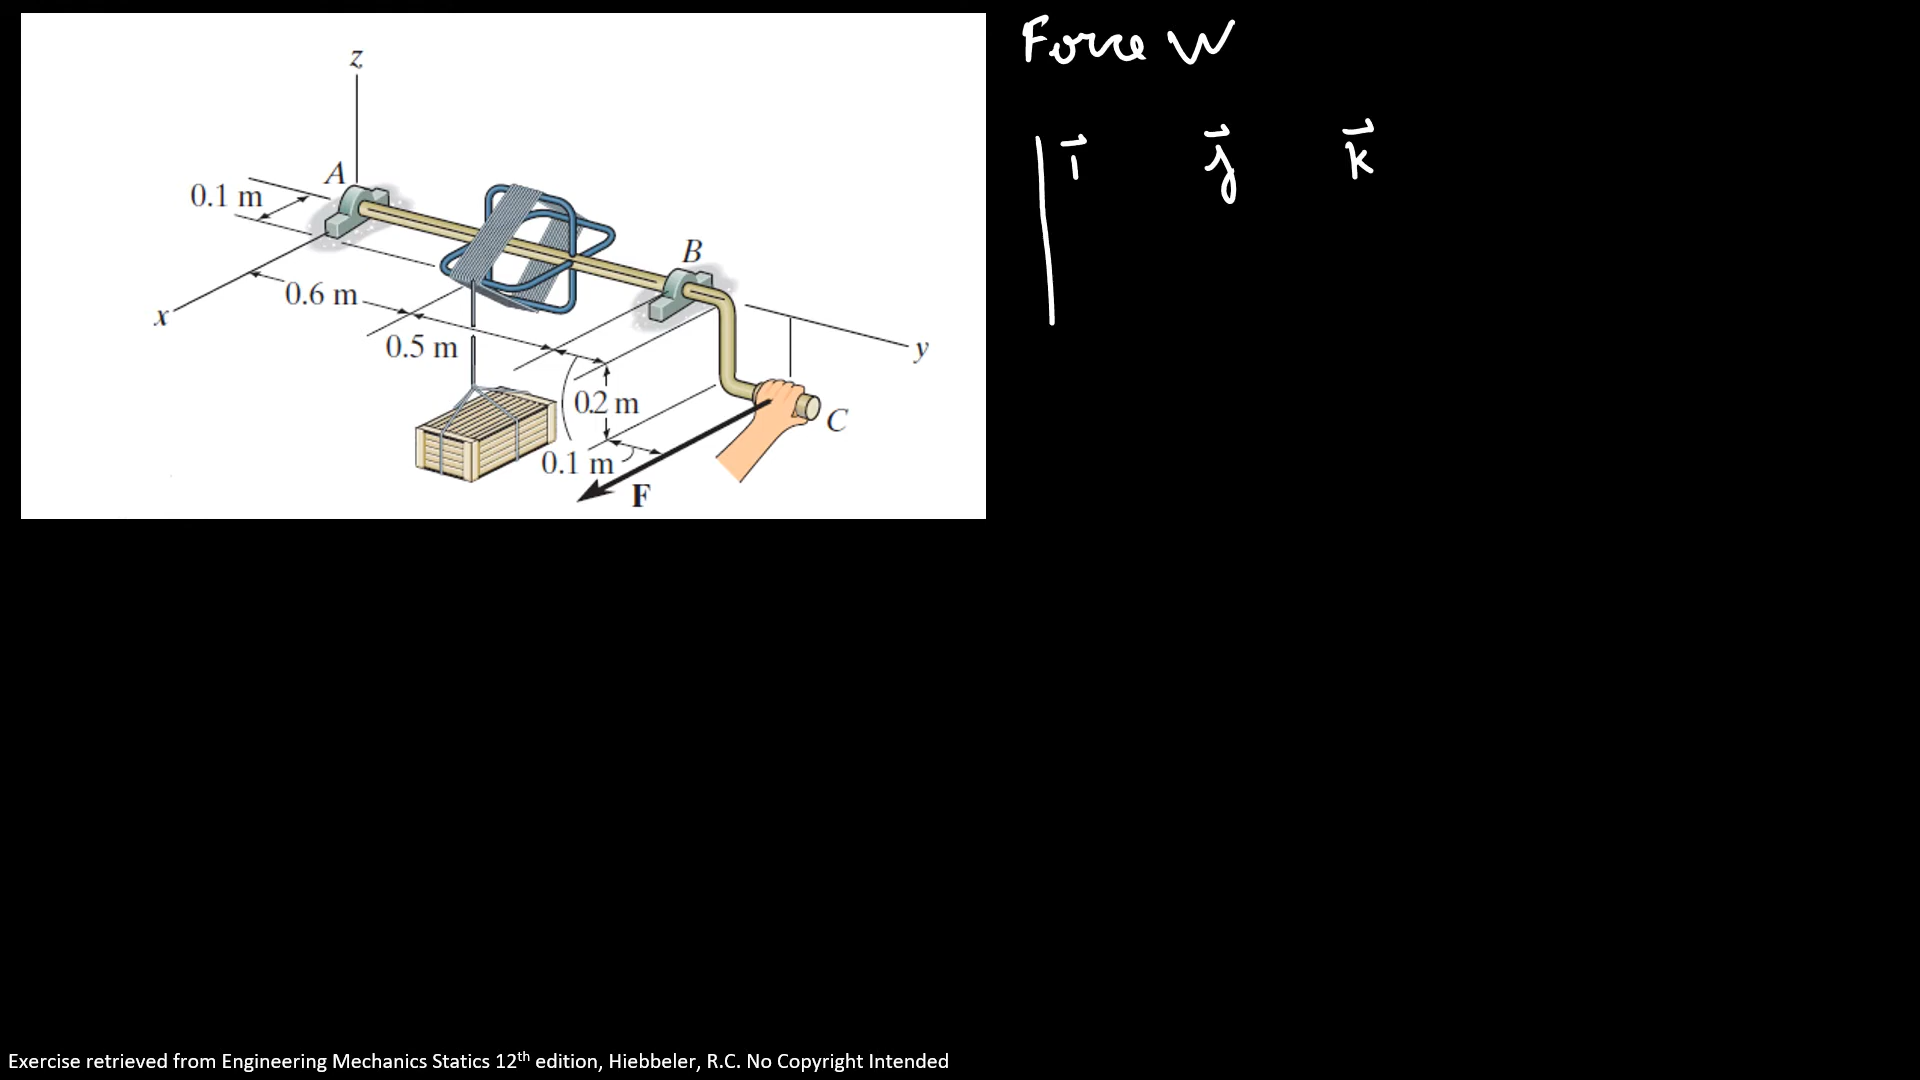 Force W
i j k
z
A
0.1 m
B
x
0.6 m
0.5 m
y
0.2 m
C
0.1 m
F
Exercise retrieved from Engineering Mechanics Statics 12th edition, Hiebbeler, R.C. No Copyright Intended